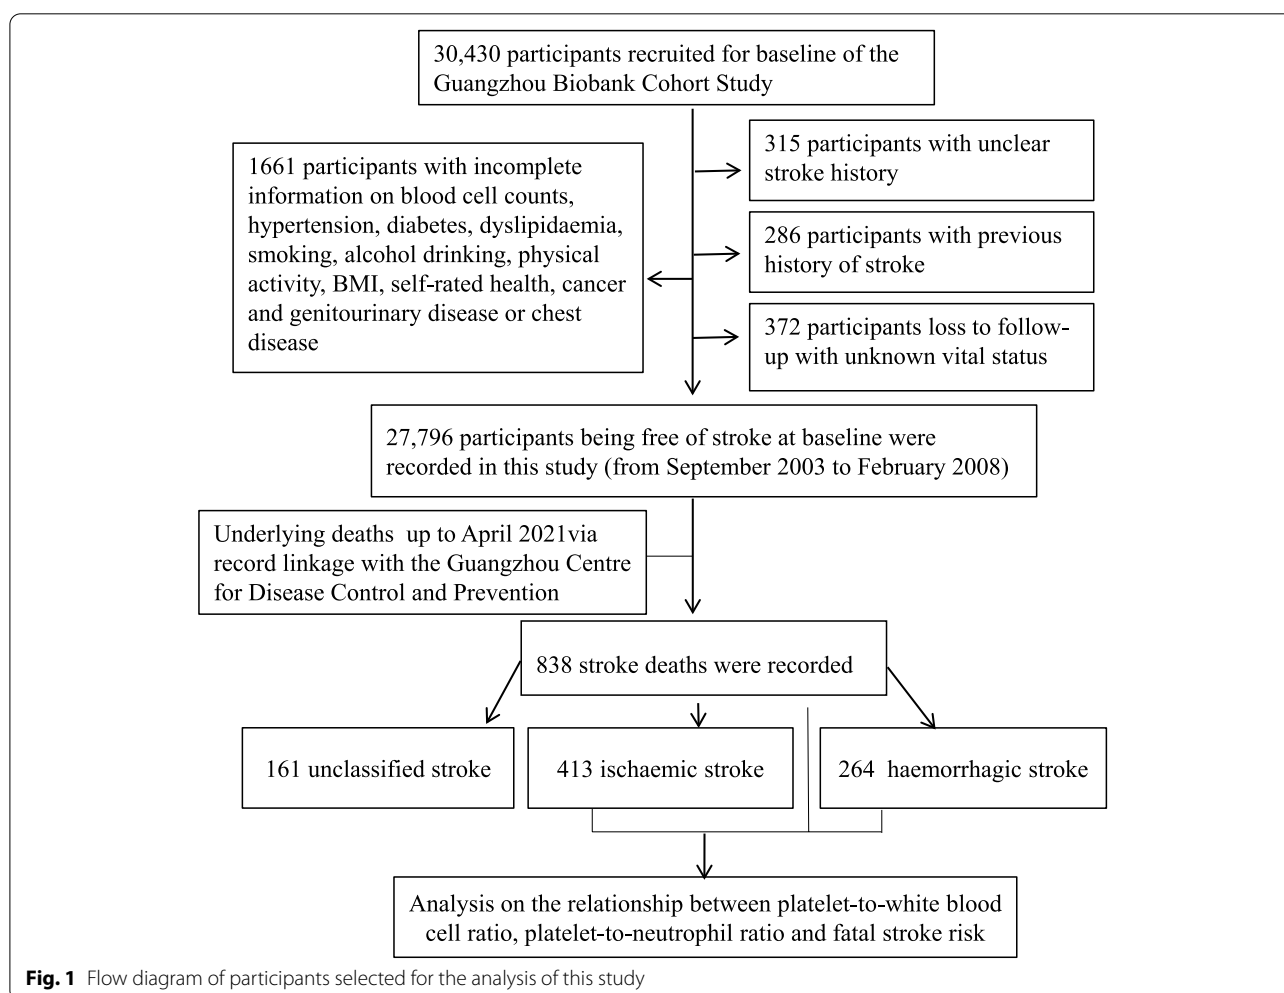 30,430 participants recruited for baseline of the
Guangzhou Biobank Cohort Study
315 participants with unclear
stroke history
1661 participants with incomplete
information on blood cell counts,
hypertension, diabetes, dyslipidaemia,
smoking, alcohol drinking, physical
activity, BMI, self-rated health, cancer
and genitourinary disease or chest
disease
286 participants with previous
history of stroke
372 participants loss to follow-
up with unknown vital status
27,796 participants being free of stroke at baseline were
recorded in this study (from September 2003 to February 2008)
Underlying deaths up to April 2021via
record linkage with the Guangzhou Centre
for Disease Control and Prevention
838 stroke deaths were recorded
161 unclassified stroke
413 ischaemic stroke
264 haemorrhagic stroke
Analysis on the relationship between platelet-to-white blood
cell ratio, platelet-to-neutrophil ratio and fatal stroke risk
Fig. 1 Flow diagram of participants selected for the analysis of this study